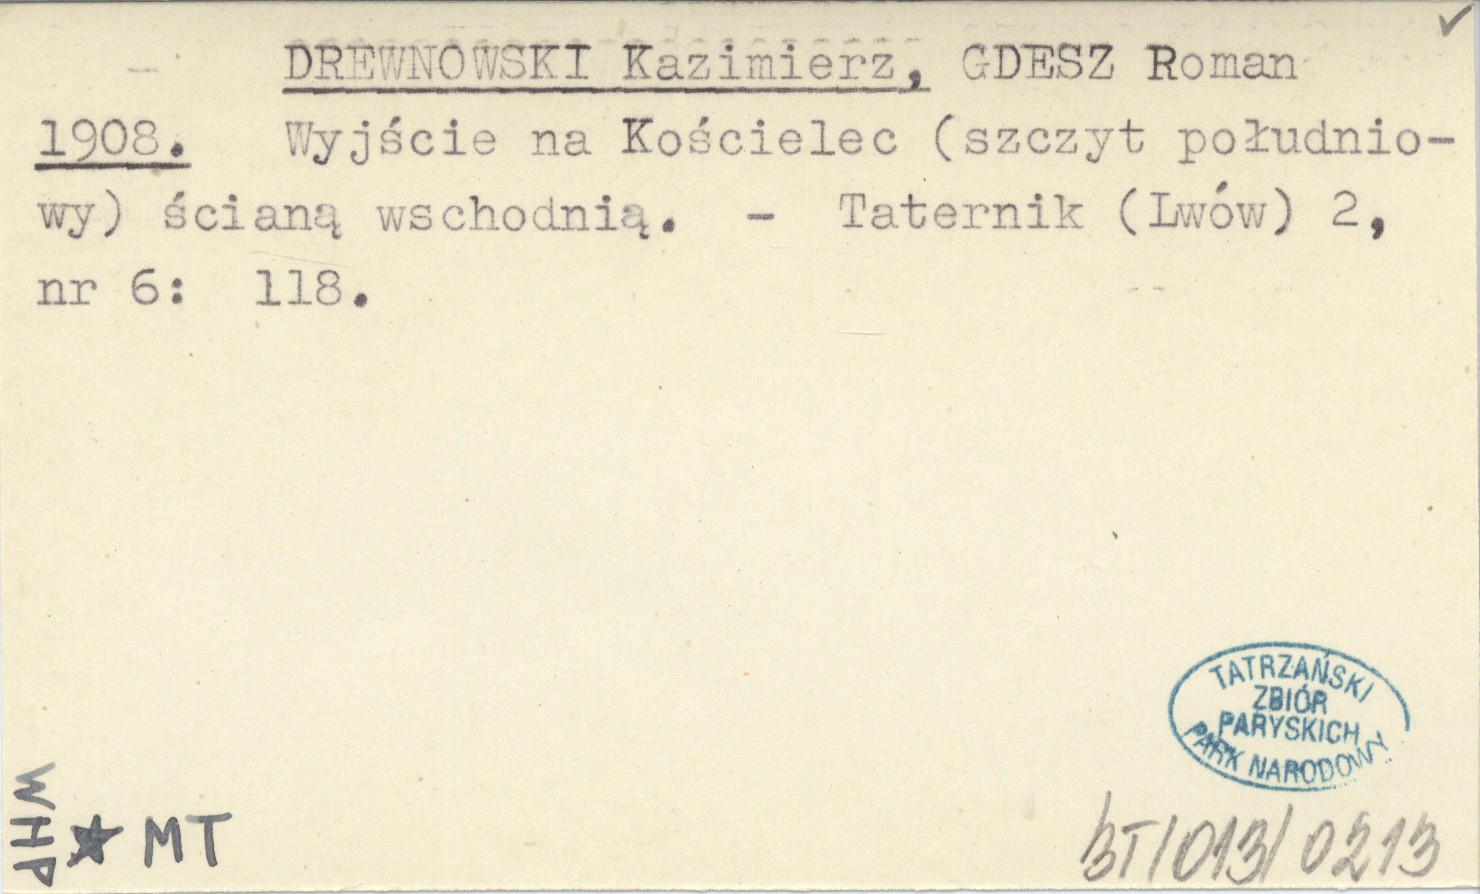 DREWNOWSKI Kazimierz, GDESZ Roman
1908. Wyjście na Kościelec (szczyt południo-
wy) ścianą wschodnią. - Taternik (Lwów) 2,
nr 6: 118.
TATRZAŃSKI
ZBIÓR
PARYSKICH
PARK NARODOWY
WHP
MT
BT/013/0213